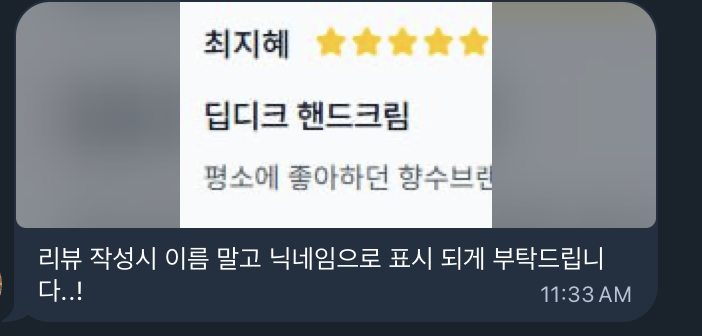 최지혜 ★★★★★
딥디크 핸드크림
평소에 좋아하던 향수브랜
리뷰 작성시 이름 말고 닉네임으로 표시 되게 부탁드립니
다..!
11:33 AM